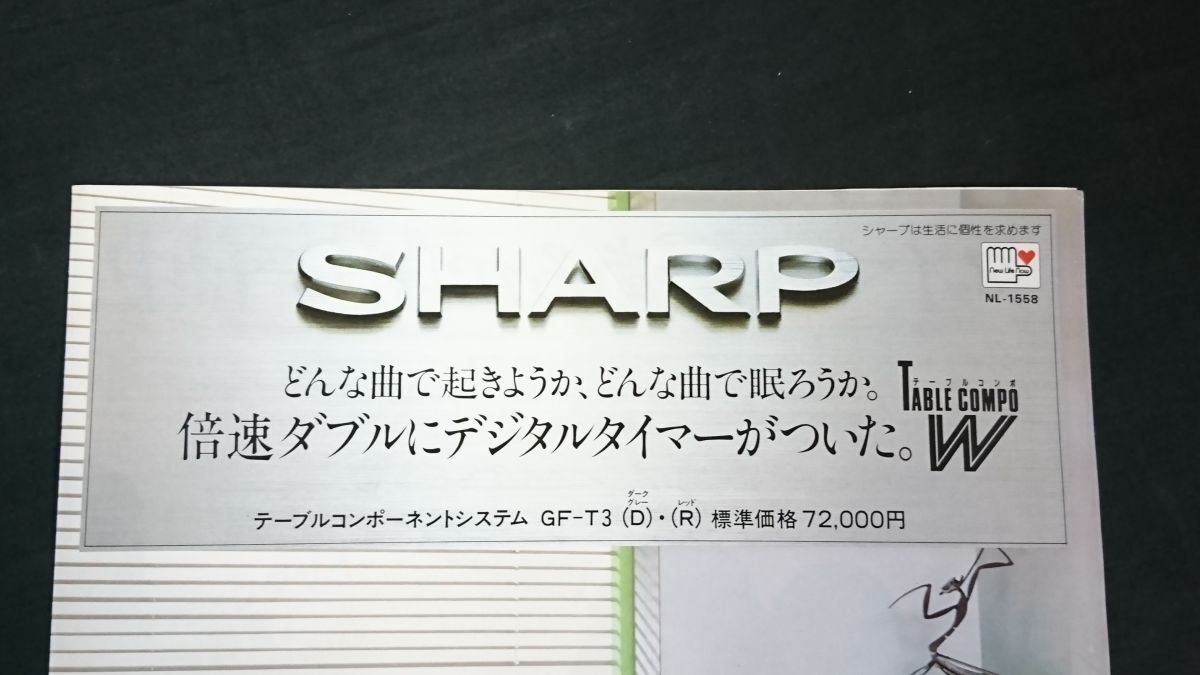 シャープは生活に個性を求めます
SHARP
New Life Now
NL-1558
どんな曲で起きようか、どんな曲で眠ろうか。
倍速ダブルにデジタルタイマーがついた。
テーブルコンポ
TABLE COMPO
W
ダークグレー レッド
テーブルコンポーネントシステム GF-T3(D)・(R) 標準価格72,000円